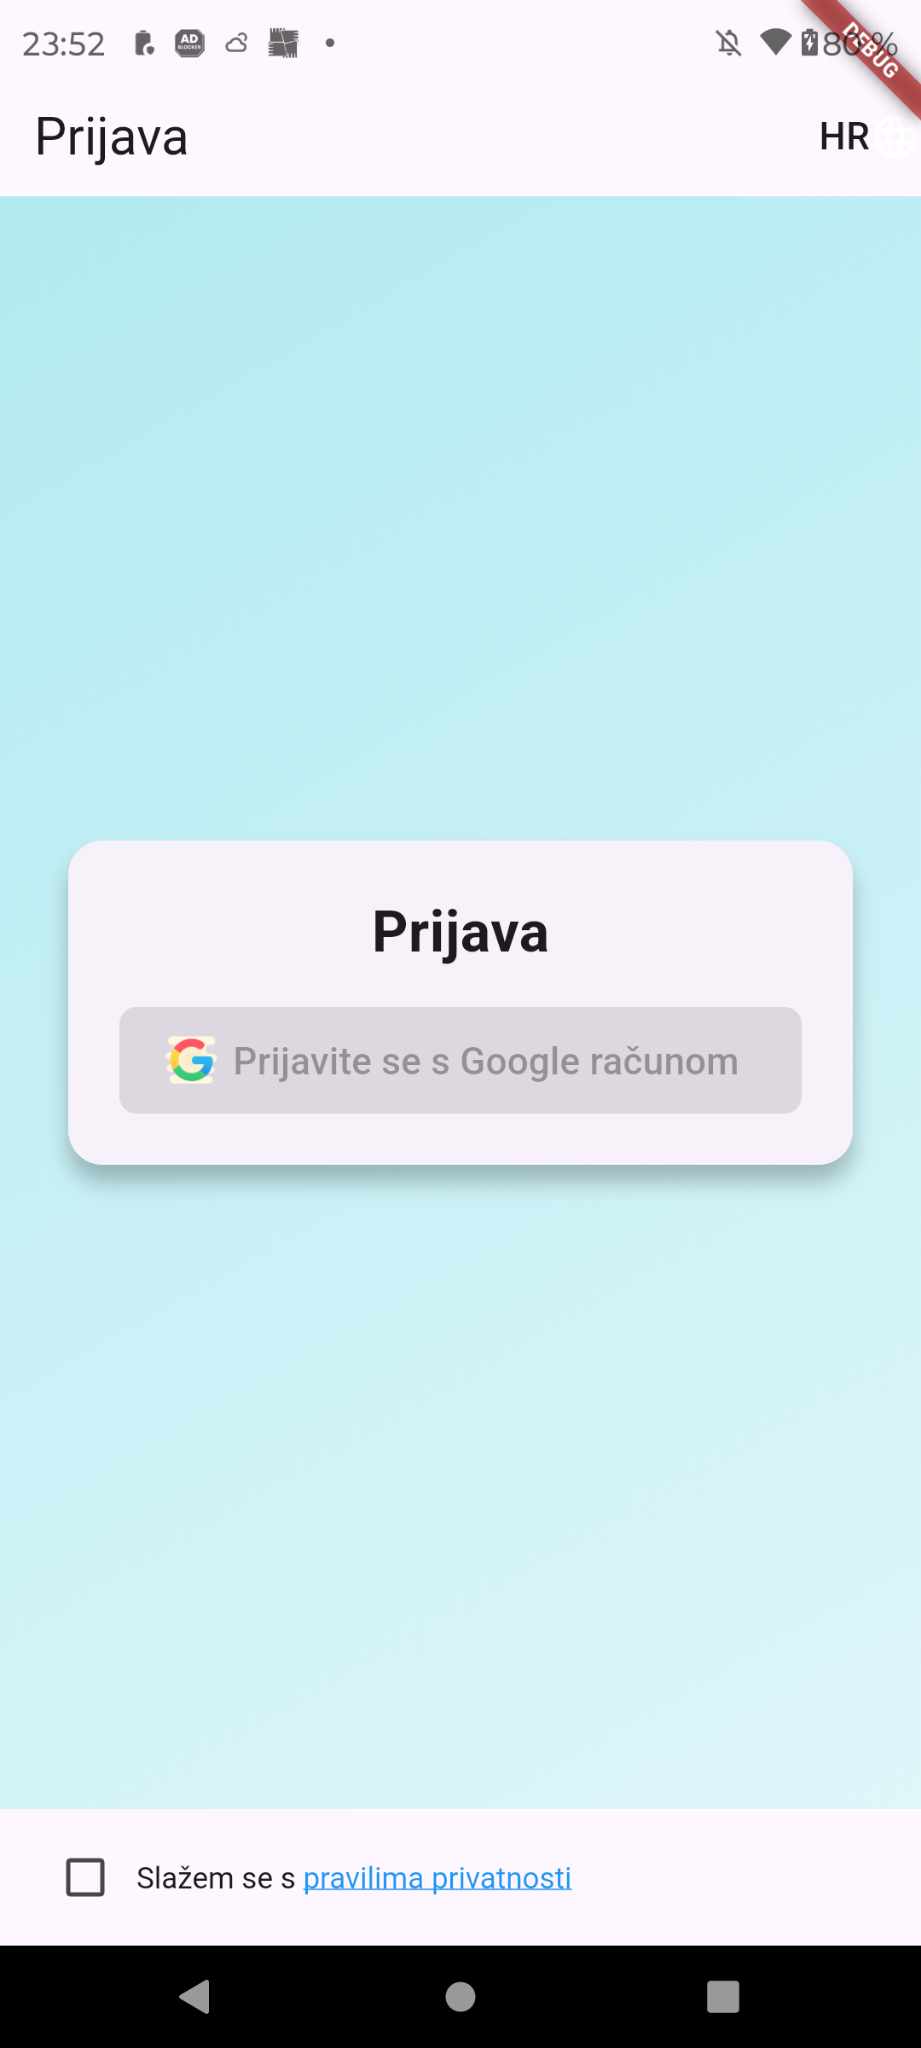 23:52 AD BLOCKER 80% DEBUG
Prijava HR
Prijava
G Prijavite se s Google računom
Slažem se s pravilima privatnosti